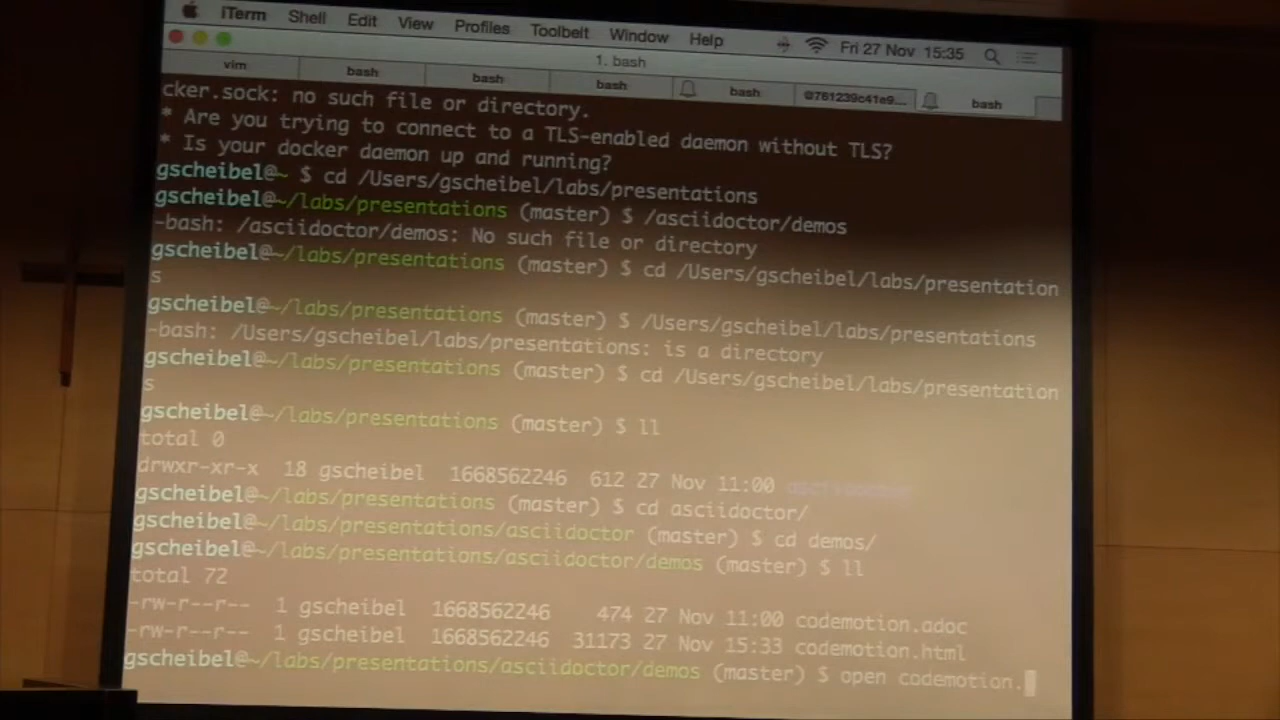 iTerm Shell Edit View Profiles Toolbelt Window Help Fri 27 Nov 15:35
1. bash
vim bash bash bash bash @761239c41e9... bash
cker.sock: no such file or directory.
* Are you trying to connect to a TLS-enabled daemon without TLS?
* Is your docker daemon up and running?
gscheibel@~ $ cd /Users/gscheibel/labs/presentations
gscheibel@~/labs/presentations (master) $ /asciidoctor/demos
-bash: /asciidoctor/demos: No such file or directory
gscheibel@~/labs/presentations (master) $ cd /Users/gscheibel/labs/presentation
s
gscheibel@~/labs/presentations (master) $ /Users/gscheibel/labs/presentations
-bash: /Users/gscheibel/labs/presentations: is a directory
gscheibel@~/labs/presentations (master) $ cd /Users/gscheibel/labs/presentation
s
gscheibel@~/labs/presentations (master) $ ll
total 0
drwxr-xr-x 18 gscheibel 1668562246 612 27 Nov 11:00
gscheibel@~/labs/presentations (master) $ cd asciidoctor/
gscheibel@~/labs/presentations/asciidoctor (master) $ cd demos/
gscheibel@~/labs/presentations/asciidoctor/demos (master) $ ll
total 72
-rw-r--r-- 1 gscheibel 1668562246 474 27 Nov 11:00 codemotion.adoc
-rw-r--r-- 1 gscheibel 1668562246 31173 27 Nov 15:33 codemotion.html
gscheibel@~/labs/presentations/asciidoctor/demos (master) $ open codemotion.